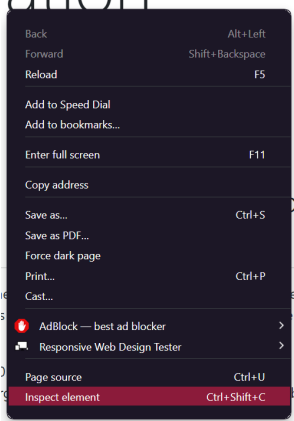 ation
Back Alt+Left
Forward Shift+Backspace
Reload F5
Add to Speed Dial
Add to bookmarks...
Enter full screen F11
Copy address
Save as... Ctrl+S
Save as PDF...
Force dark page
Print... Ctrl+P
Cast...
AdBlock — best ad blocker
Responsive Web Design Tester
Page source Ctrl+U
Inspect element Ctrl+Shift+C